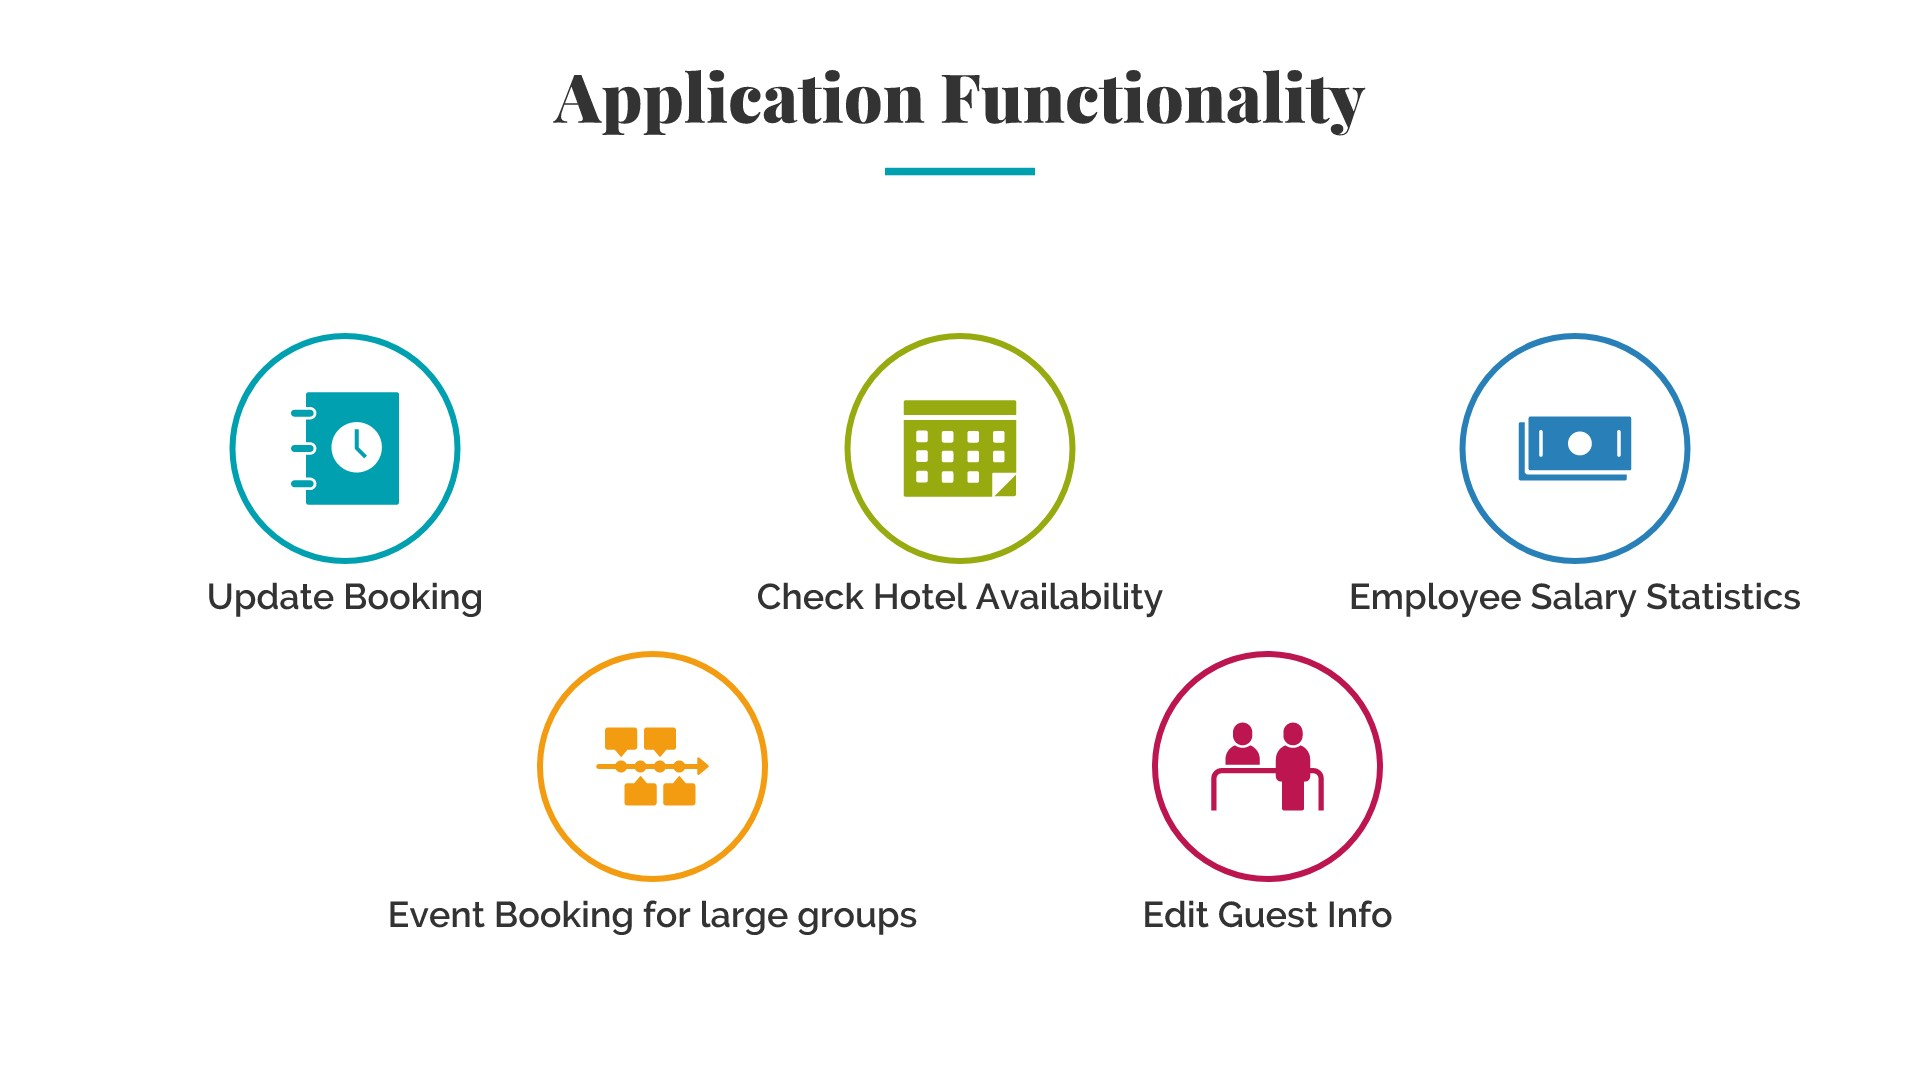 Application Functionality
Update Booking
Check Hotel Availability
Employee Salary Statistics
Event Booking for large groups
Edit Guest Info